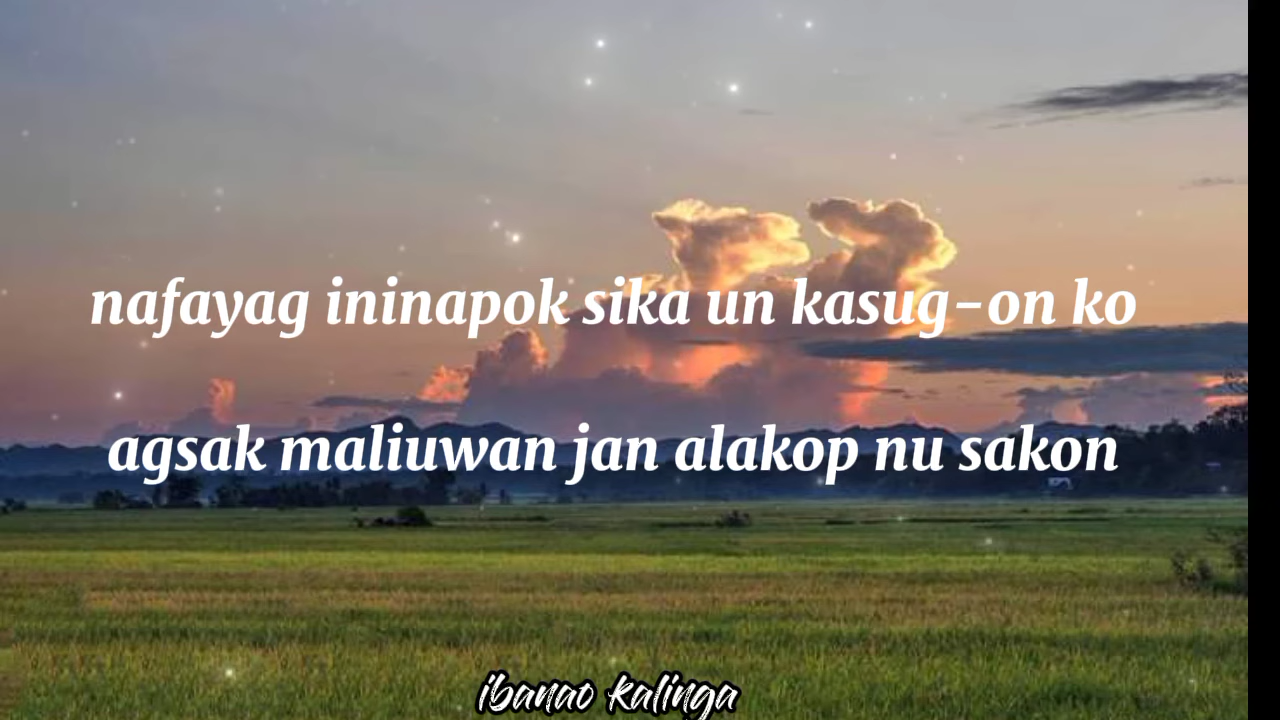 nafayag ininapok sika un kasug-on ko
agsak maliuwan jan alakop nu sakon
ibanao kalinga